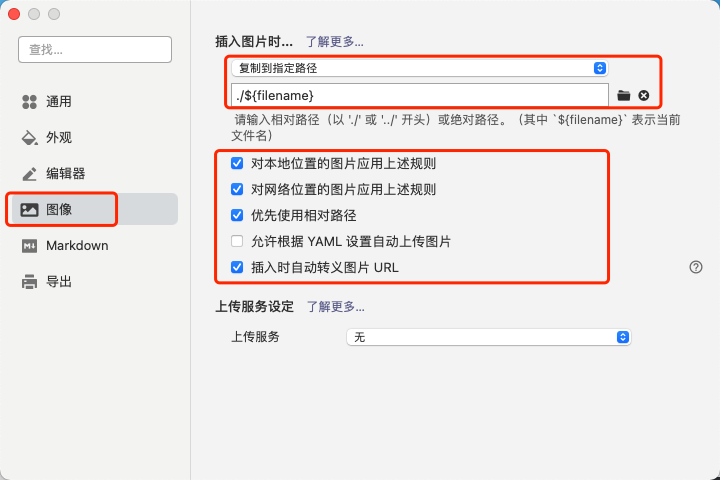 查找...
通用
外观
编辑器
图像
Markdown
导出
插入图片时... 了解更多...
复制到指定路径
./${filename}
请输入相对路径（以 './' 或 '../' 开头）或绝对路径。（其中 `${filename}` 表示当前
文件名）
对本地位置的图片应用上述规则
对网络位置的图片应用上述规则
优先使用相对路径
允许根据 YAML 设置自动上传图片
插入时自动转义图片 URL
上传服务设定 了解更多...
上传服务 无